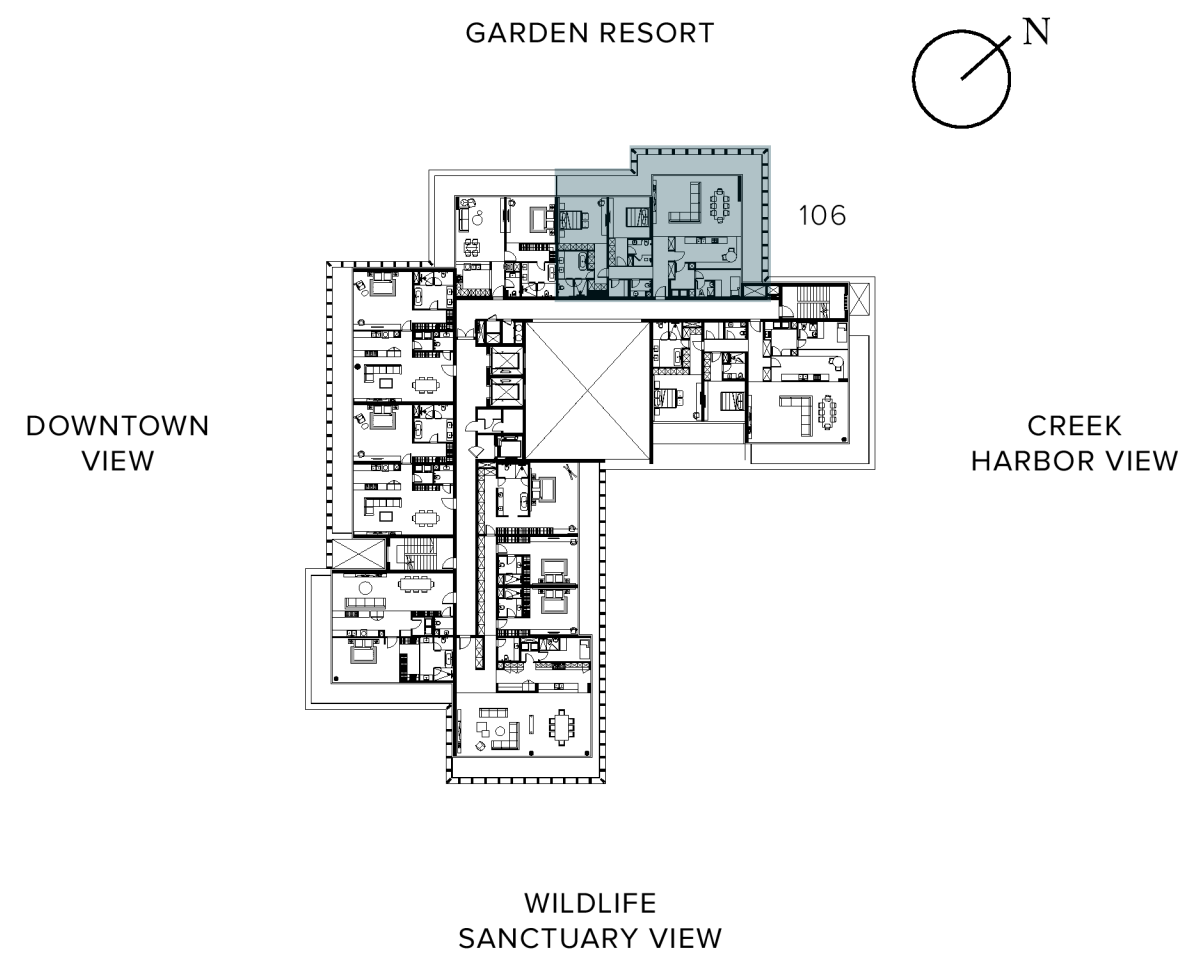 GARDEN RESORT
N
106
DOWNTOWN
VIEW
CREEK
HARBOR VIEW
WILDLIFE
SANCTUARY VIEW